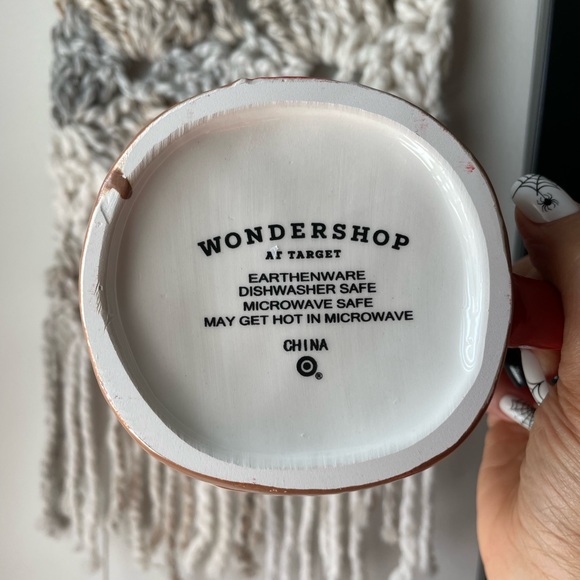 WONDERSHOP
AT TARGET
EARTHENWARE
DISHWASHER SAFE
MICROWAVE SAFE
MAY GET HOT IN MICROWAVE
CHINA
®